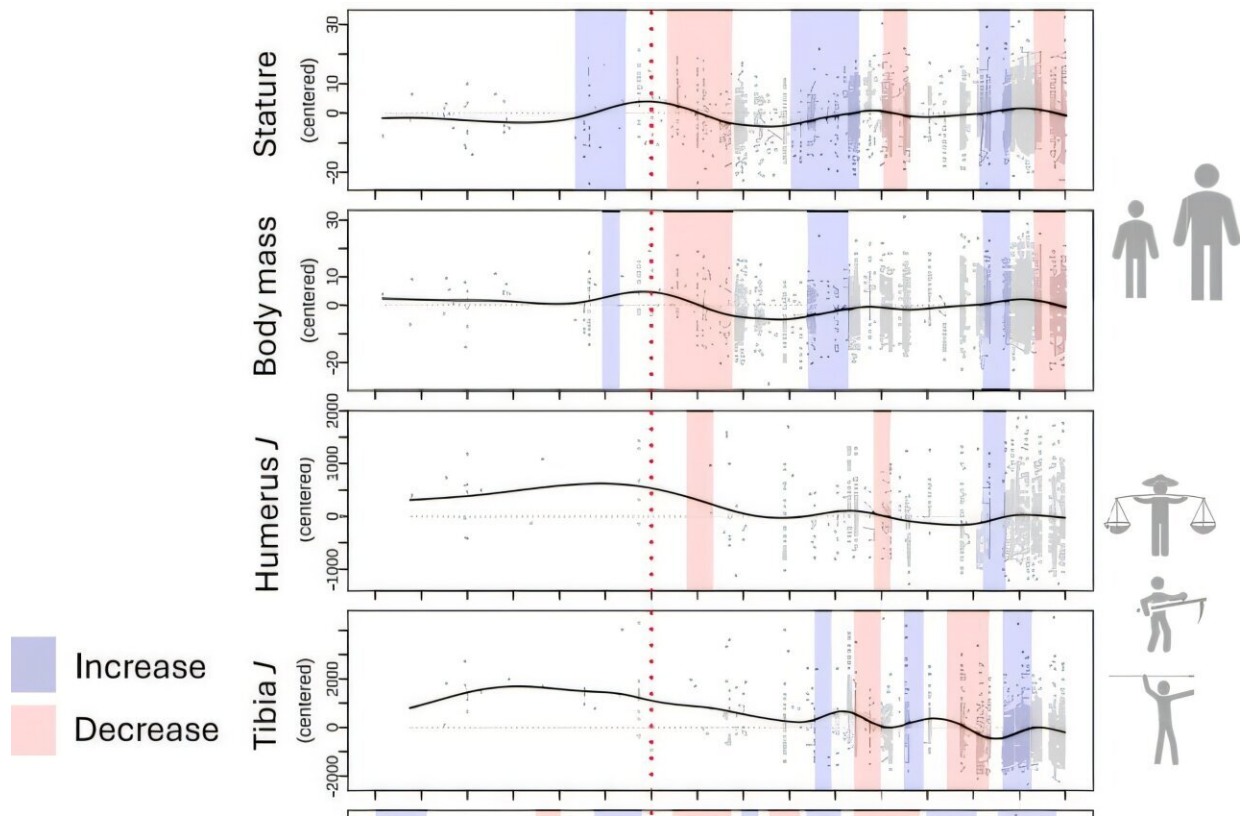 Stature
(centered)
30
10
0
-20
Body mass
(centered)
30
10
0
-20
Humerus J
(centered)
2000
1000
0
-1000
Tibia J
(centered)
2000
0
-2000
Increase
Decrease